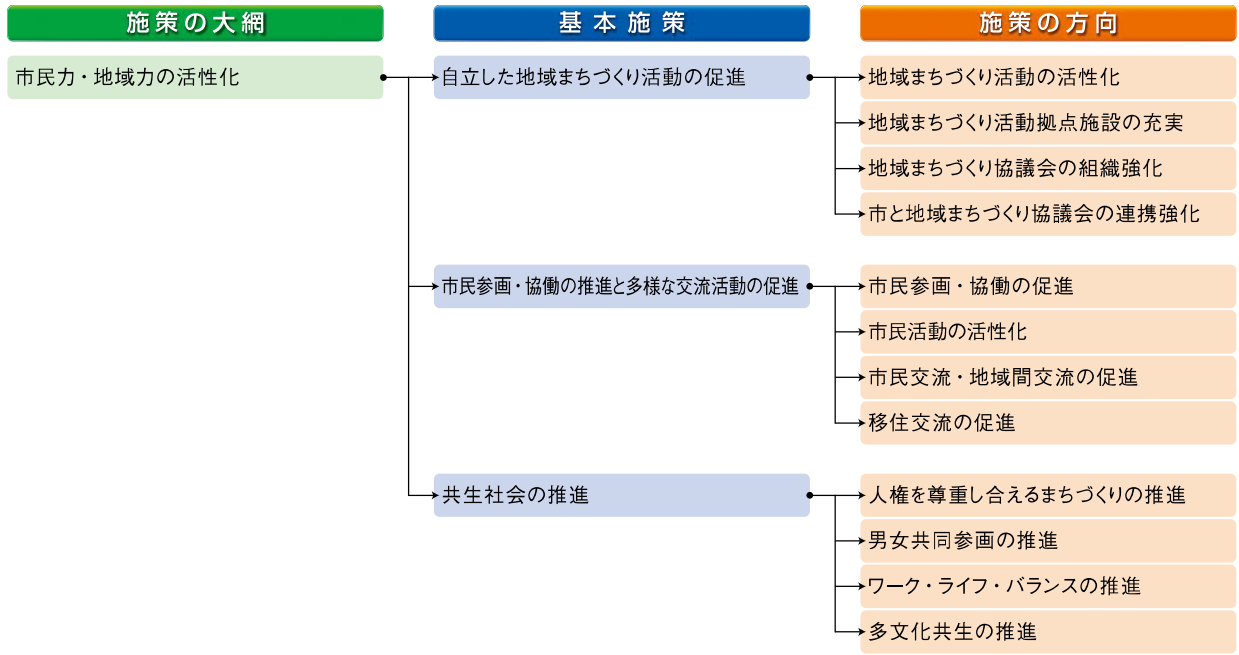 施策の大綱
基本施策
施策の方向
市民力・地域力の活性化
自立した地域まちづくり活動の促進
地域まちづくり活動の活性化
地域まちづくり活動拠点施設の充実
地域まちづくり協議会の組織強化
市と地域まちづくり協議会の連携強化
市民参画・協働の推進と多様な交流活動の促進
市民参画・協働の促進
市民活動の活性化
市民交流・地域間交流の促進
移住交流の促進
共生社会の推進
人権を尊重し合えるまちづくりの推進
男女共同参画の推進
ワーク・ライフ・バランスの推進
多文化共生の推進